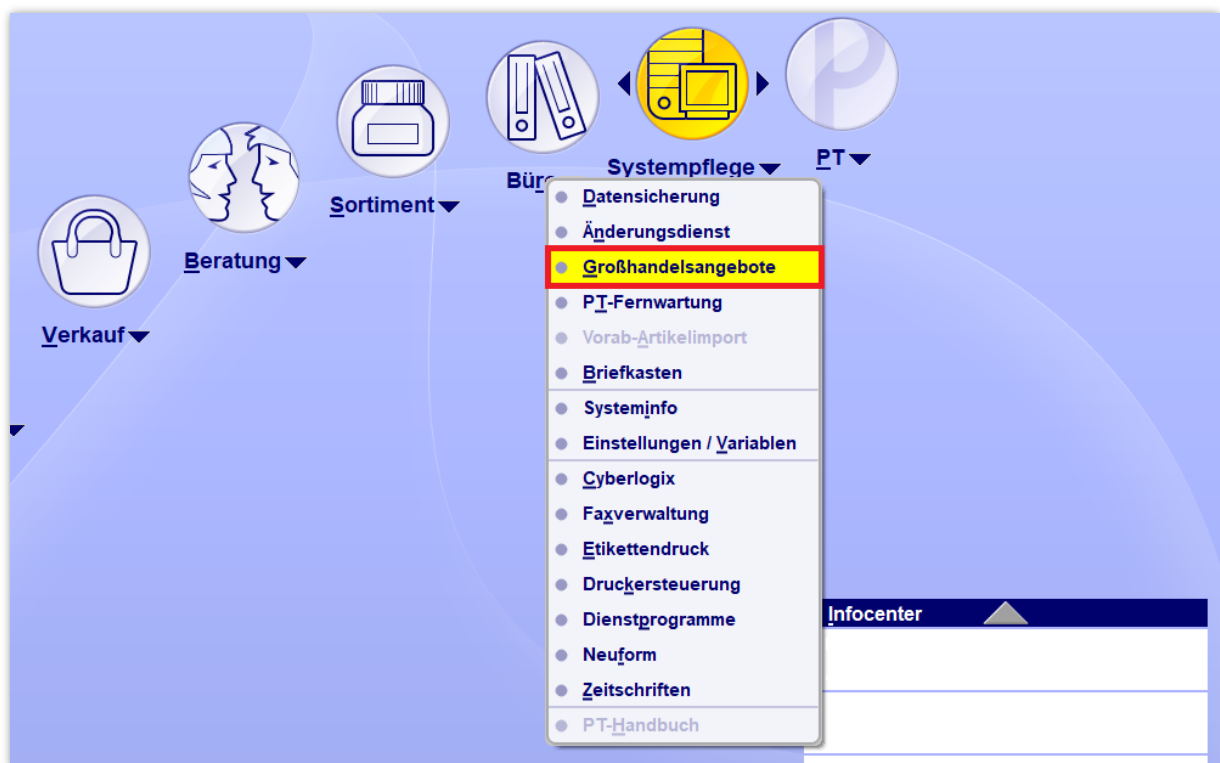 PT
Systempflege
Büro
Sortiment
Beratung
Verkauf
Datensicherung
Änderungsdienst
Großhandelsangebote
PT-Fernwartung
Vorab-Artikelimport
Briefkasten
Systeminfo
Einstellungen / Variablen
Cyberlogix
Faxverwaltung
Etikettendruck
Druckersteuerung
Dienstprogramme
Neuform
Zeitschriften
PT-Handbuch
Infocenter